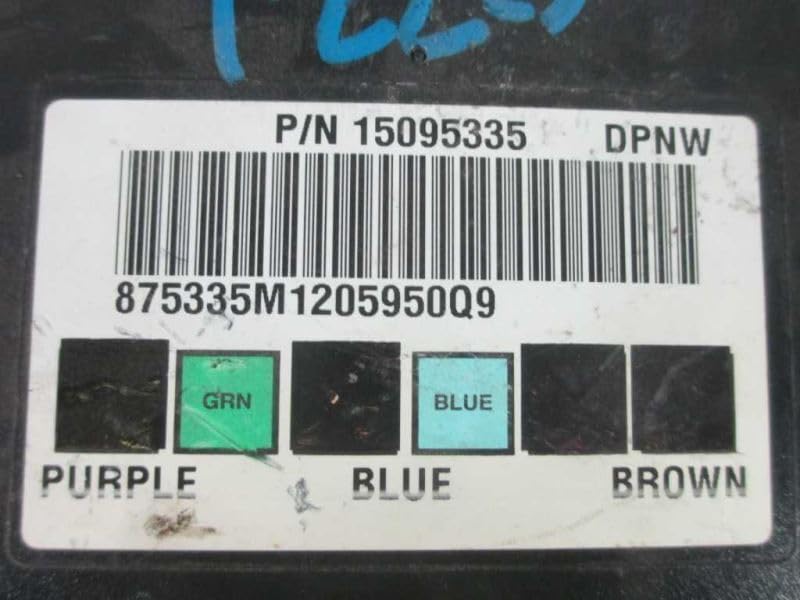 P/N 15095335 DPNW
875335M1205950Q9
GRN BLUE
PURPLE BLUE BROWN